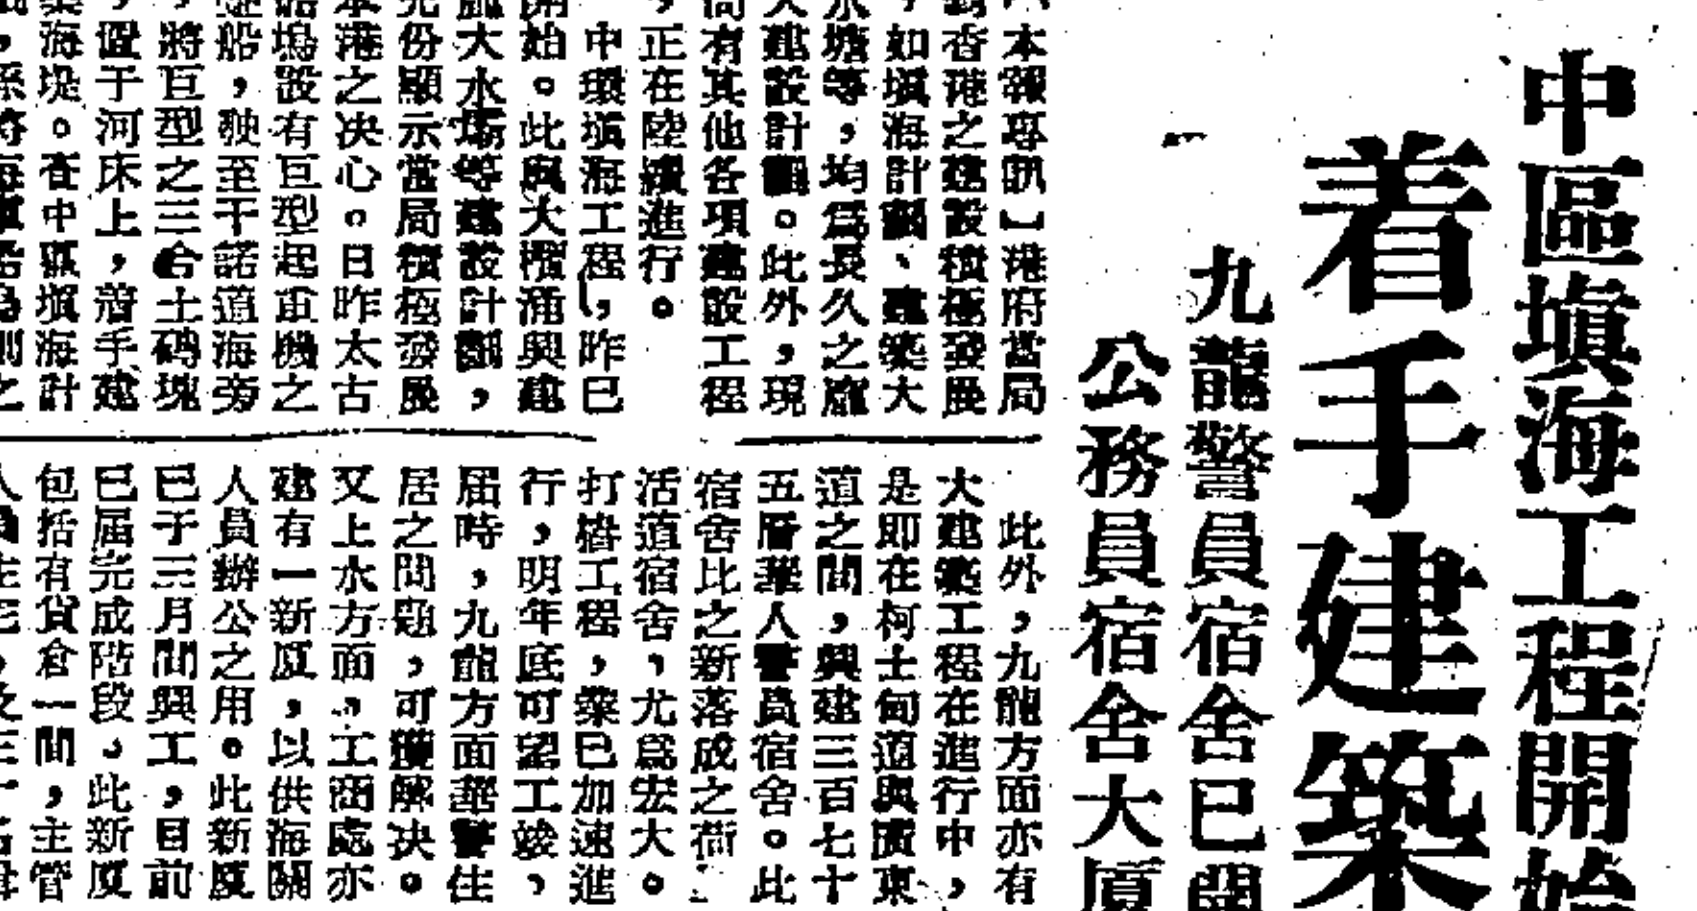 中區塡海工程開始
着手建築
九龍警員宿舍已開
公務員宿舍大厦
本報專訊】港府當局
香港之建設積極發展
，如塡海計劃、建築大
水塘等，均爲長久之龐
大建設計劃。此外，現
尚有其他各項建設工程
，正在陸續進行。
中環塡海工程，昨已
開始。此與大欖涌興建
龐大水塲等建設計劃，
充份顯示當局積極發展
本港之决心。日昨太古
船塢設有巨型起重機之
躉船，駛至干諾道海旁
，將巨型之三合土磚塊
，置于河床上，着手建
築海堤。查中區塡海計
此外，九龍方面亦有
大建築工程在進行中，
是即在柯士甸道與廣東
道之間，興建三百七十
五層華人警員宿舍。此
宿舍比之新落成之荷
活道宿舍，尤爲宏大。
打樁工程，業已加速進
行，明年底可望工竣，
屆時，九龍方面華警住
居之問題，可獲解决。
又上水方面，工商處亦
建有一新厦，以供海關
人員辦公之用。此新厦
已于三月間興工，目前
已屆完成階段。此新厦
包括有貨倉一間，主管